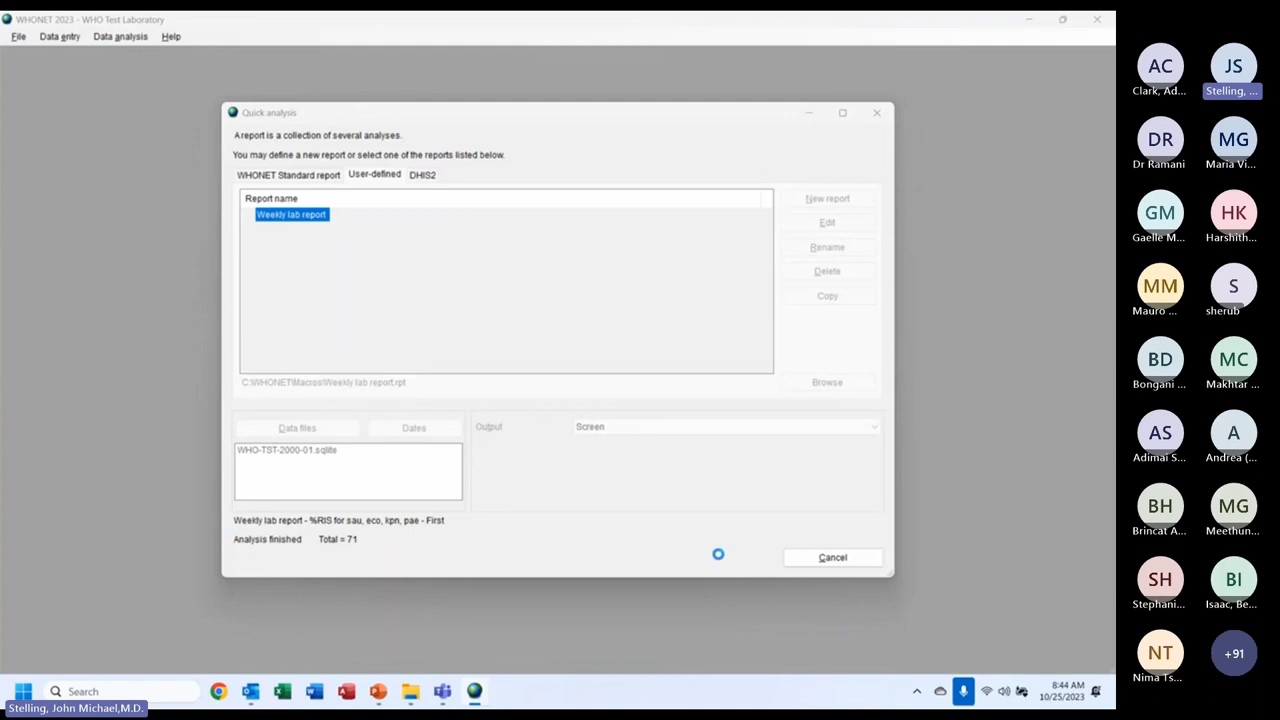 WHONET 2023 - WHO Test Laboratory
File Data entry Data analysis Help
Quick analysis
A report is a collection of several analyses.
You may define a new report or select one of the reports listed below.
WHONET Standard report User-defined DHIS2
Report name
Weekly lab report
New report
Edit
Rename
Delete
Copy
C:\WHONET\Macros\Weekly lab report.rpt
Browse
Data files Dates
Output Screen
WHO-TST-2000-01.sqlite
Weekly lab report - %RIS for sau, eco, kpn, pae - First
Analysis finished Total = 71
Cancel
Search
8:44 AM
10/25/2023
Stelling, John Michael,M.D.
AC JS
Clark, Ad... Stelling, ...
DR MG
Dr Ramani Maria Vi...
GM HK
Gaelle M... Harshith...
MM S
Mauro ... sherub
BD MC
Bongani ... Makhtar ...
AS A
Adimai S... Andrea (...
BH MG
Brincat A... Meethun...
SH BI
Stephani... Isaac, Be...
NT +91
Nima Ts...